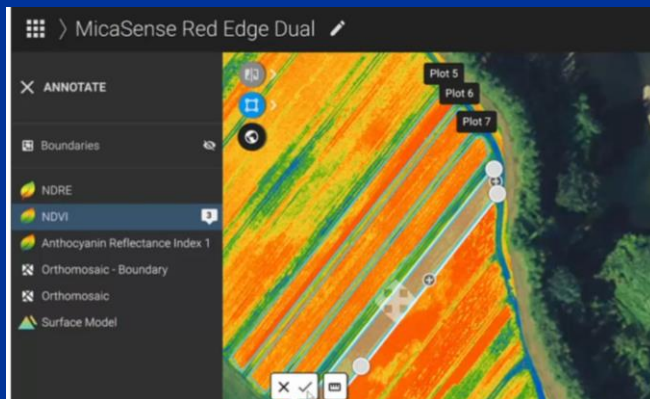 MicaSense Red Edge Dual
ANNOTATE
Boundaries
NDRE
NDVI 3
Anthocyanin Reflectance Index 1
Orthomosaic - Boundary
Orthomosaic
Surface Model
Plot 5
Plot 6
Plot 7